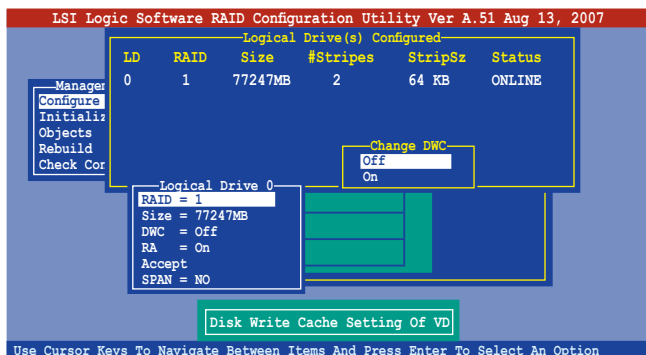 LSI Logic Software RAID Configuration Utility Ver A.51 Aug 13, 2007
Logical Drive(s) Configured
LD RAID Size #Stripes StripSz Status
0 1 77247MB 2 64 KB ONLINE
Configure
Objects
Rebuild
Check
Change DWC
Off
On
Logical Drive 0
RAID = 1
Size = 77247MB
DWC = Off
RA = On
Accept
SPAN = NO
Disk Write Cache Setting Of VD
Use Cursor Keys To Navigate Between Items And Press Enter To Select An Option